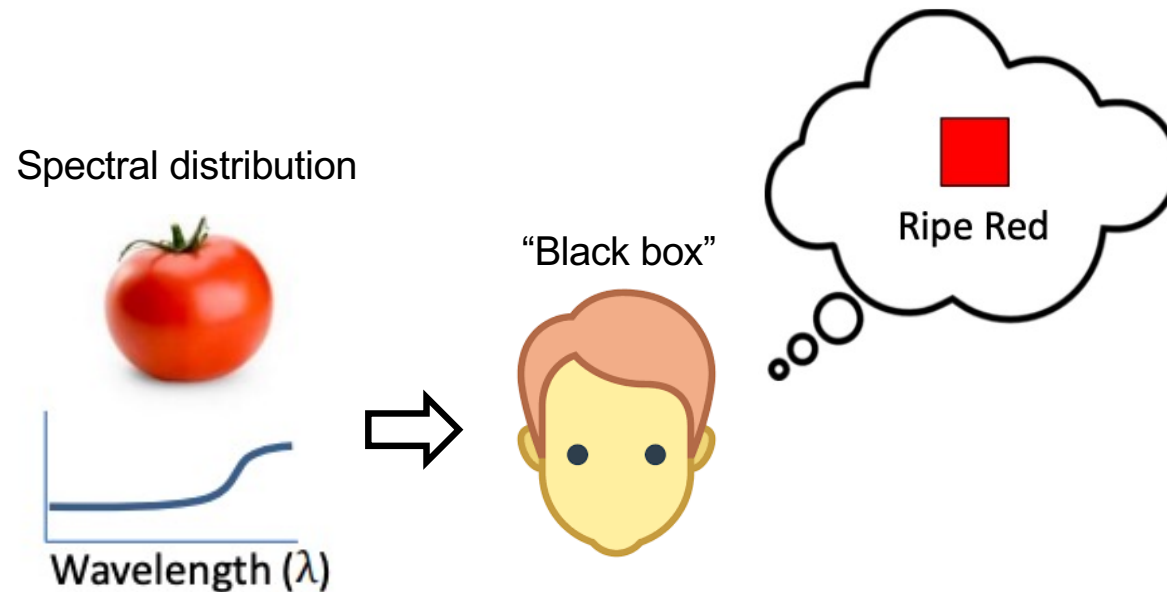 Spectral distribution
“Black box”
Ripe Red
Wavelength (λ)